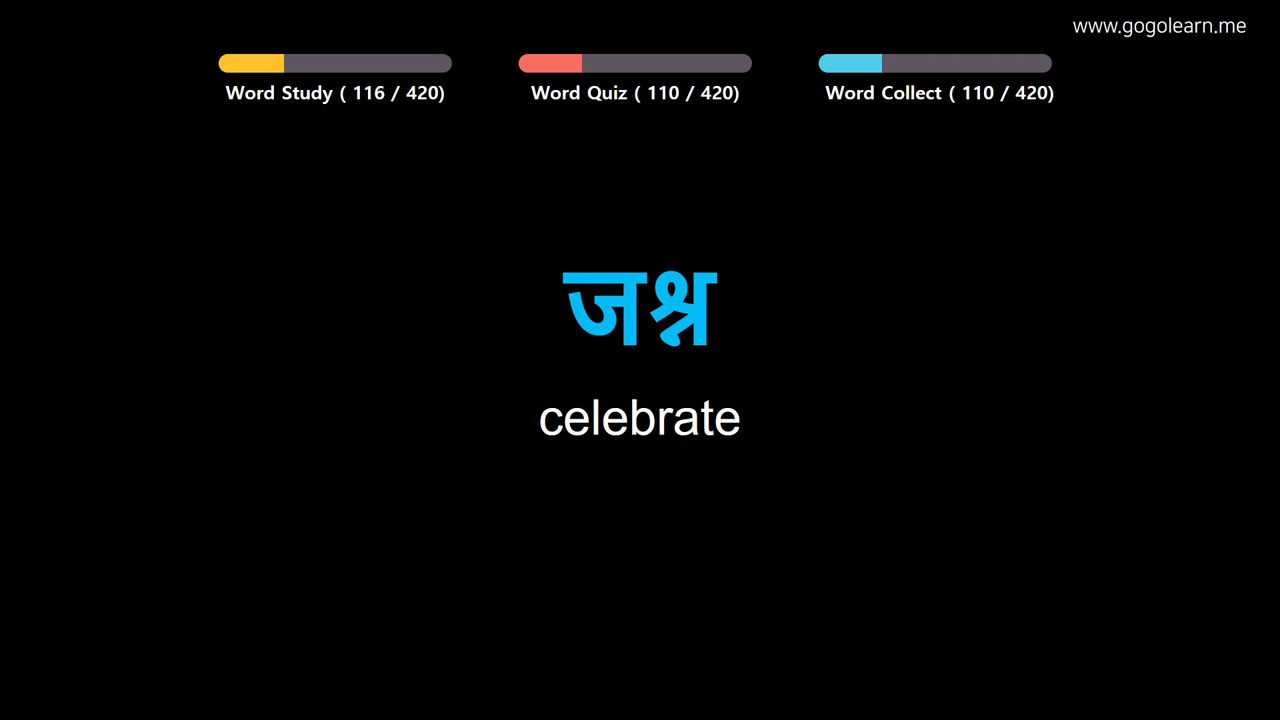 www.gogolearn.me
Word Study ( 116 / 420)
Word Quiz ( 110 / 420)
Word Collect ( 110 / 420)
जश्न
celebrate